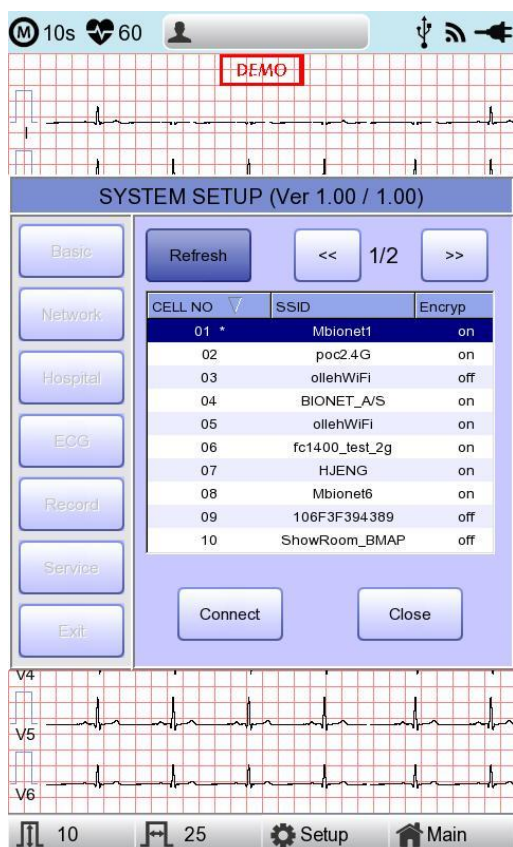 M 10s 60
DEMO
I
SYSTEM SETUP (Ver 1.00 / 1.00)
Basic
Network
Hospital
ECG
Record
Service
Exit
Refresh << 1/2 >>
CELL NO SSID Encryp
01 * Mbionet1 on
02 poc2.4G on
03 ollehWiFi off
04 BIONET_A/S on
05 ollehWiFi on
06 fc1400_test_2g on
07 HJENG on
08 Mbionet6 on
09 106F3F394389 off
10 ShowRoom_BMAP off
Connect Close
V4
V5
V6
10 25 Setup Main